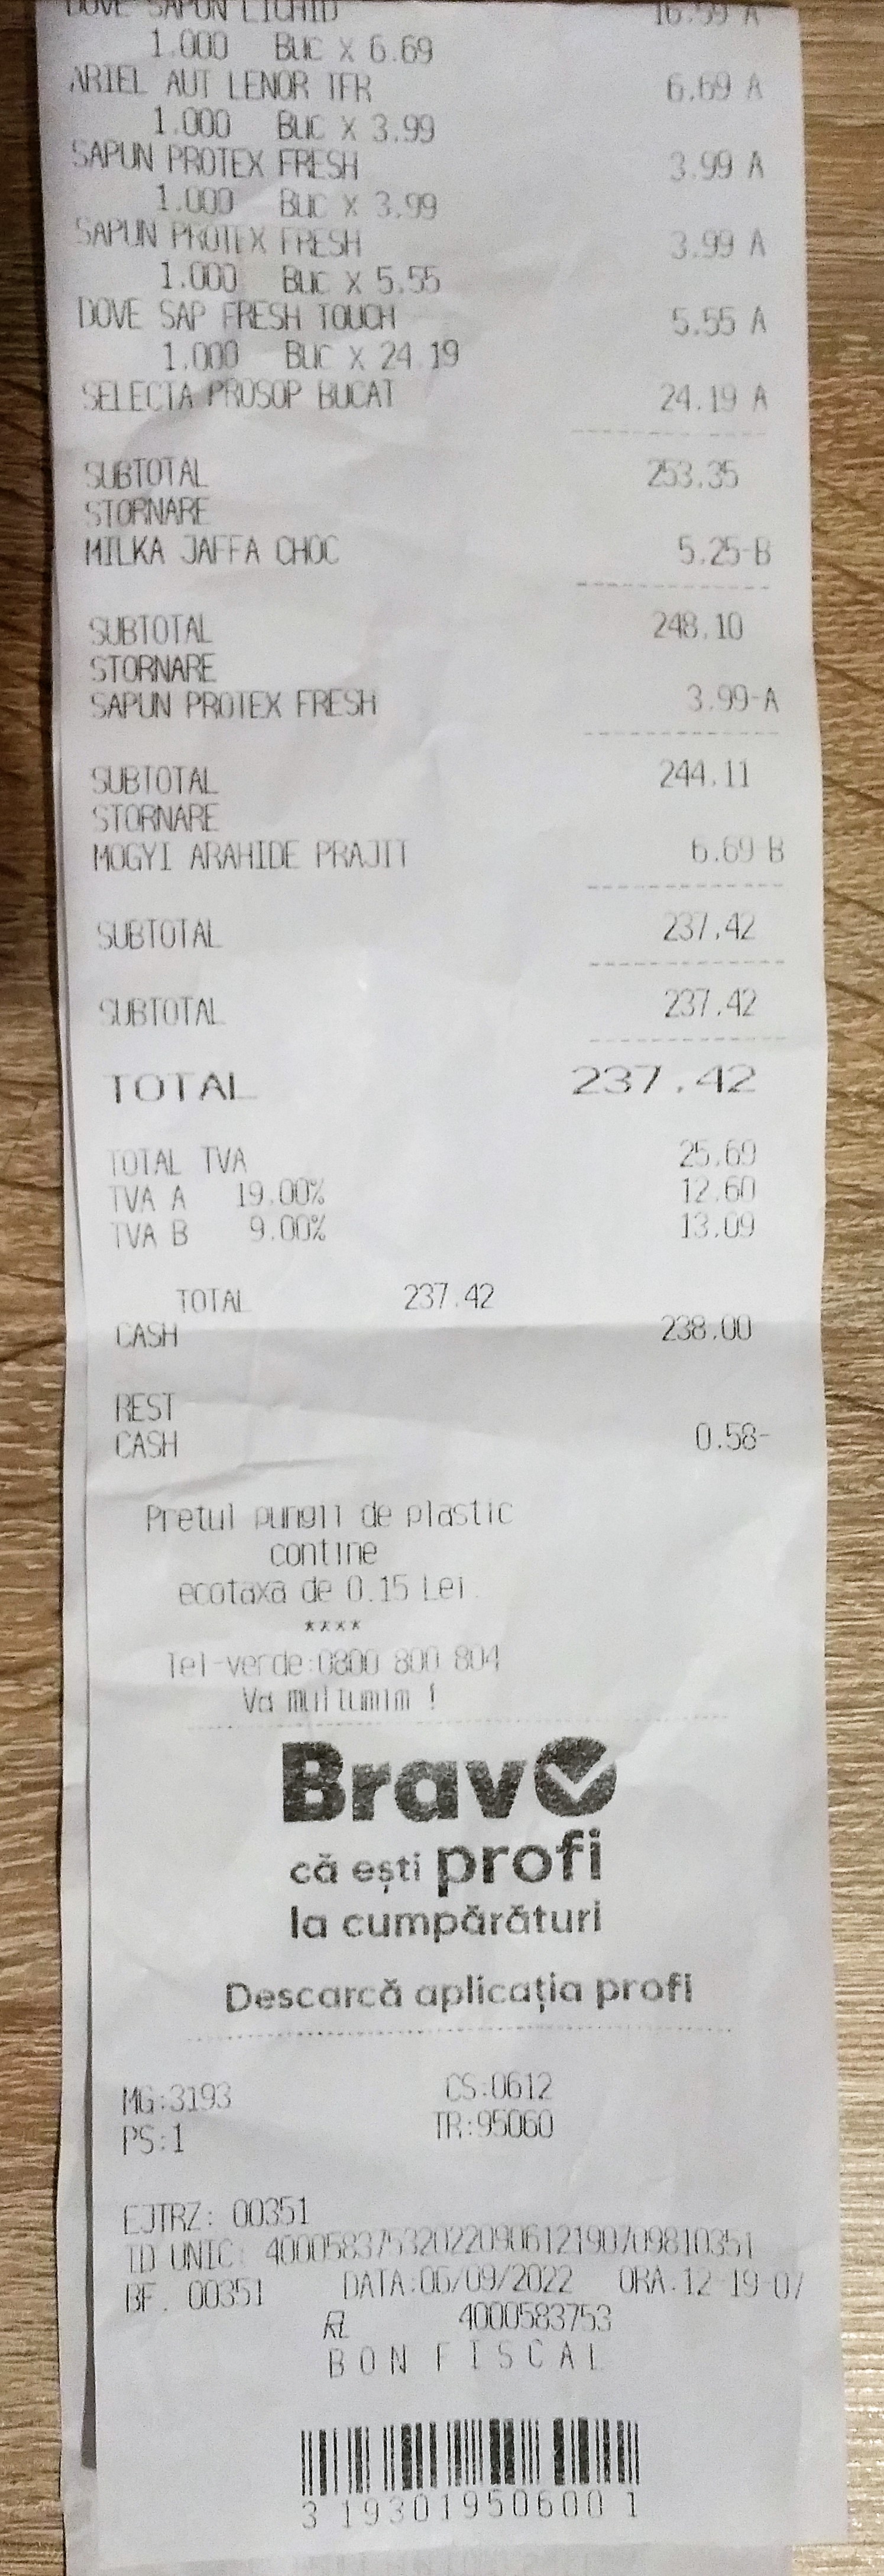 DOVE SAPUN LICHID 16.59 A
1.000 Buc X 6.69
ARIEL AUT LENOR TFR 6.69 A
1.000 Buc X 3.99
SAPUN PROTEX FRESH 3.99 A
1.000 Buc X 3.99
SAPUN PROTEX FRESH 3.99 A
1.000 Buc X 5.55
DOVE SAP FRESH TOUCH 5.55 A
1.000 Buc X 24.19
SELECTA PROSOP BUCAT 24.19 A
SUBTOTAL 253.35
STORNARE
MILKA JAFFA CHOC 5.25-B
SUBTOTAL 248.10
STORNARE
SAPUN PROTEX FRESH 3.99-A
SUBTOTAL 244.11
STORNARE
MOGYI ARAHIDE PRAJIT 6.69-B
SUBTOTAL 237.42
SUBTOTAL 237.42
TOTAL 237.42
TOTAL TVA 25.69
TVA A 19.00% 12.60
TVA B 9.00% 13.09
TOTAL 237.42
CASH 238.00
REST
CASH 0.58-
Pretul pungii de plastic
contine
ecotaxa de 0.15 Lei.
****
Tel-verde:0800 800 804
Va multumim !
Bravo
că ești profi
la cumpărături
Descarcă aplicația profi
MG:3193 CS:0612
PS:1 TR:95060
EJTRZ: 00351
ID UNIC: 40005837532022090612190709810351
BF. 00351 DATA:06/09/2022 ORA:12-19-07
4000583753
BON FISCAL
3 193019506001